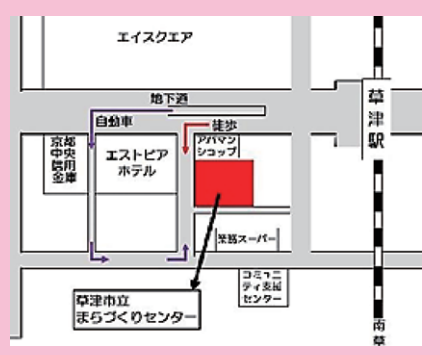 エイスクエア
地下道
自動車
徒歩
草津駅
京都
中央
信用
金庫
エストピア
ホテル
アパマン
ショップ
業務スーパー
コミュニ
ティ支援
センター
草津市立
まちづくりセンター
南草